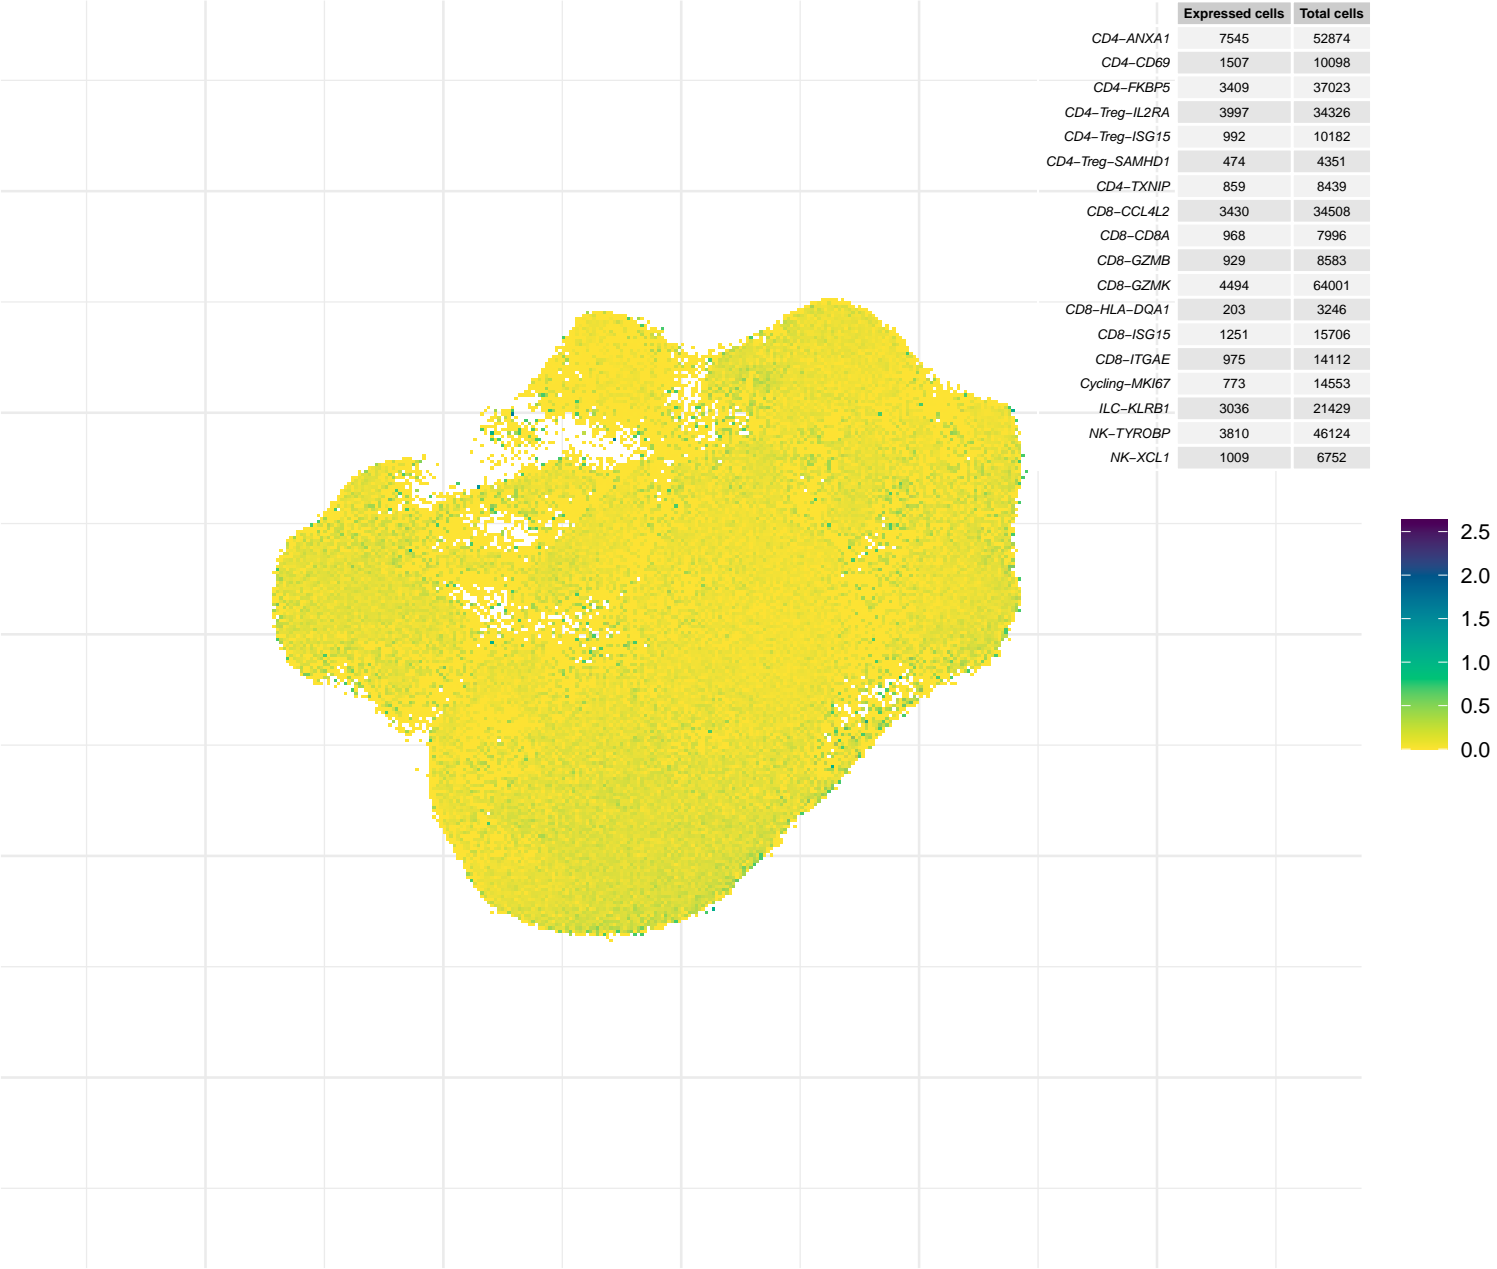 Expressed cells Total cells
CD4−ANXA1 7545 52874
CD4−CD69 1507 10098
CD4−FKBP5 3409 37023
CD4−Treg−IL2RA 3997 34326
CD4−Treg−ISG15 992 10182
CD4−Treg−SAMHD1 474 4351
CD4−TXNIP 859 8439
CD8−CCL4L2 3430 34508
CD8−CD8A 968 7996
CD8−GZMB 929 8583
CD8−GZMK 4494 64001
CD8−HLA−DQA1 203 3246
CD8−ISG15 1251 15706
CD8−ITGAE 975 14112
Cycling−MKI67 773 14553
ILC−KLRB1 3036 21429
NK−TYROBP 3810 46124
NK−XCL1 1009 6752
2.5
2.0
1.5
1.0
0.5
0.0